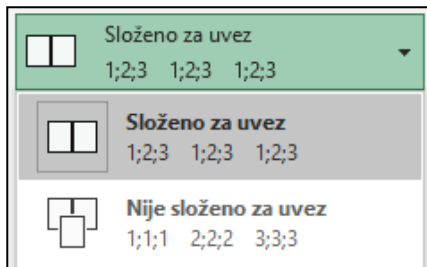 Složeno za uvez
1;2;3 1;2;3 1;2;3
Složeno za uvez
1;2;3 1;2;3 1;2;3
Nije složeno za uvez
1;1;1 2;2;2 3;3;3